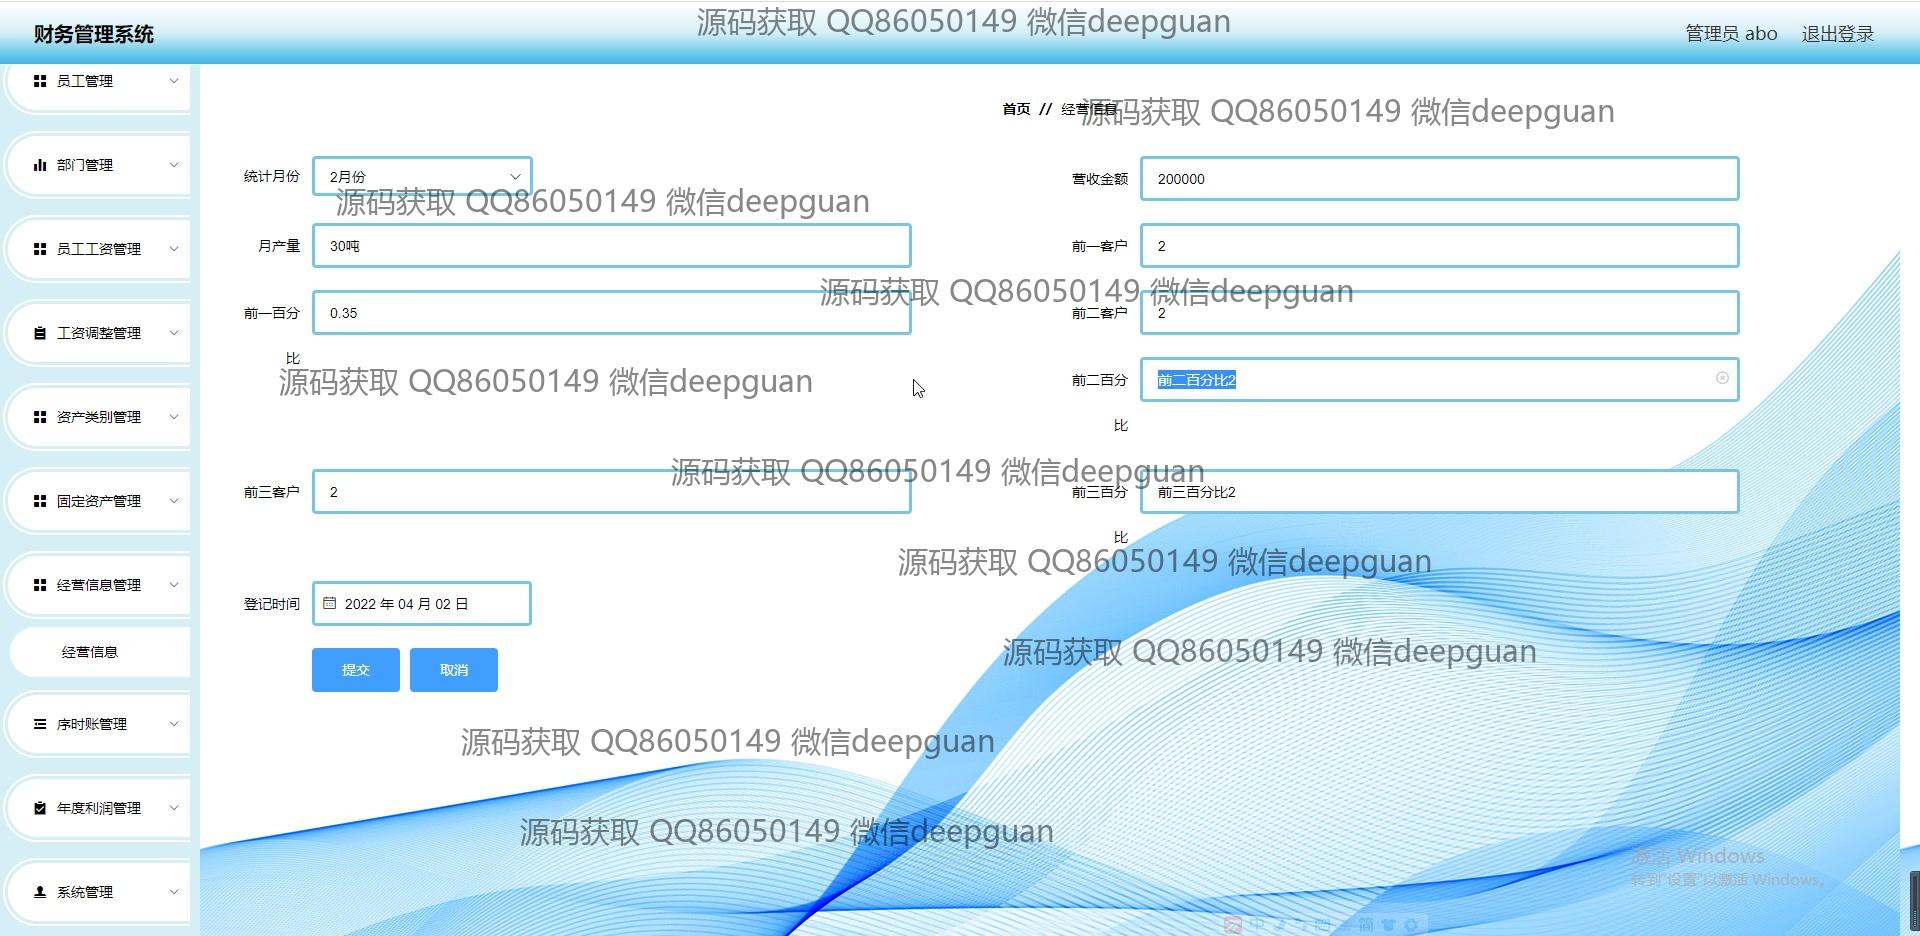 源码获取 QQ86050149 微信deepguan
财务管理系统
管理员 abo
退出登录
员工管理
首页 // 经营信息
源码获取 QQ86050149 微信deepguan
部门管理
统计月份
2月份
营收金额
200000
源码获取 QQ86050149 微信deepguan
员工工资管理
月产量
30吨
前一客户
2
源码获取 QQ86050149 微信deepguan
工资调整管理
前一百分比
0.35
前二客户
2
源码获取 QQ86050149 微信deepguan
前二百分比
前二百分比2
资产类别管理
源码获取 QQ86050149 微信deepguan
固定资产管理
前三客户
2
前三百分比
前三百分比2
源码获取 QQ86050149 微信deepguan
经营信息管理
登记时间
2022 年 04 月 02 日
经营信息
源码获取 QQ86050149 微信deepguan
提交
取消
序时账管理
源码获取 QQ86050149 微信deepguan
年度利润管理
源码获取 QQ86050149 微信deepguan
激活 Windows
转到"设置"以激活 Windows。
系统管理
中
简